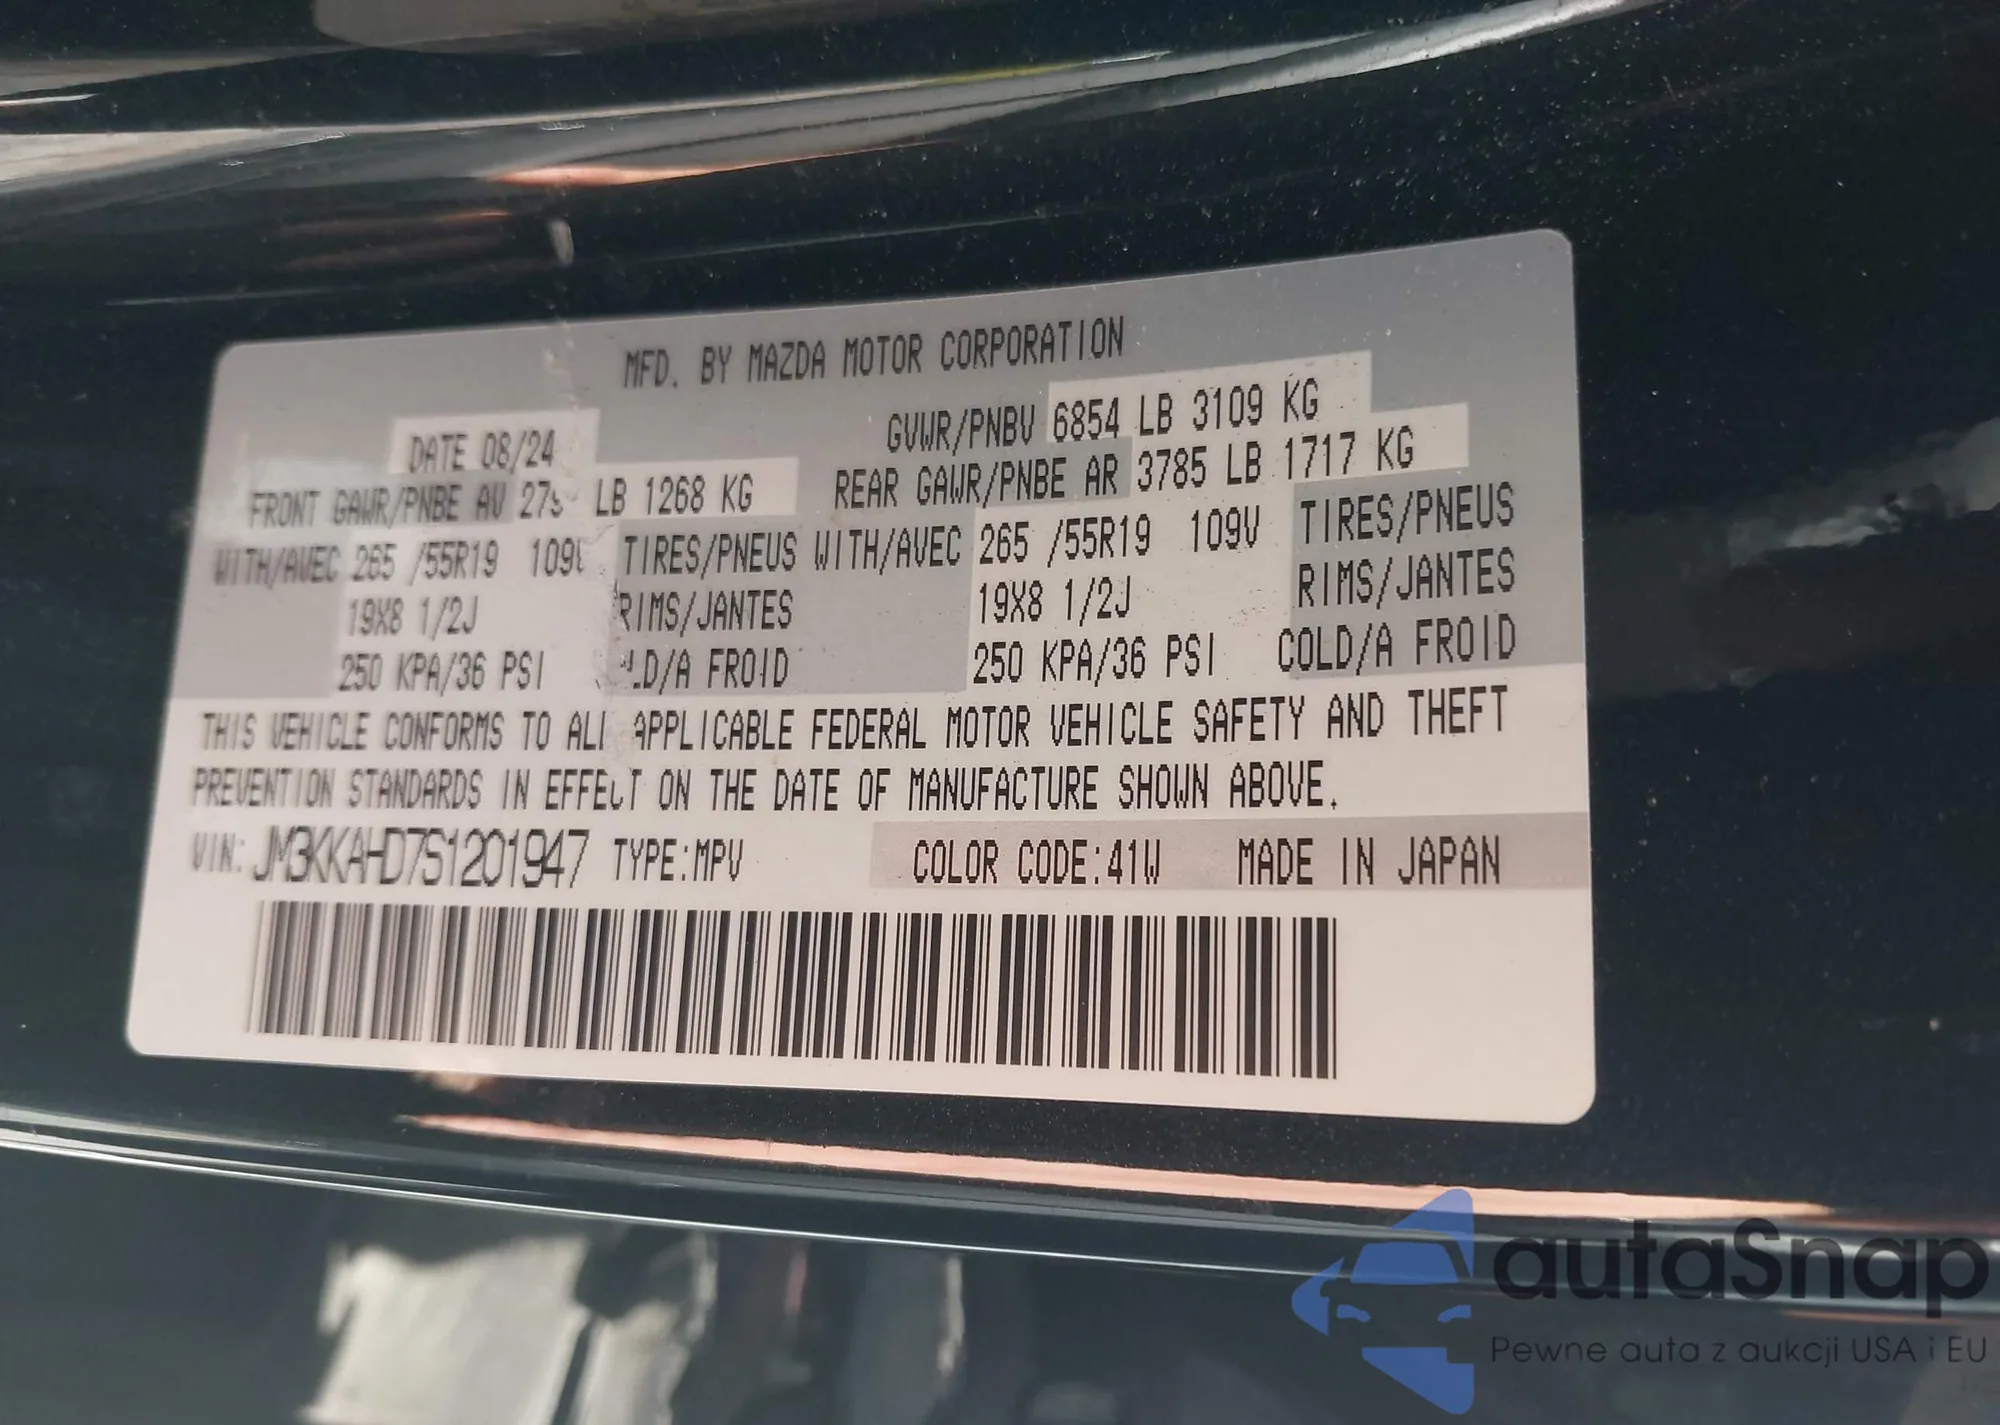 MFD. BY MAZDA MOTOR CORPORATION
DATE 08/24 GVWR/PNBV 6854 LB 3109 KG
FRONT GAWR/PNBE AV LB 1268 KG REAR GAWR/PNBE AR 3785 LB 1717 KG
WITH/AVEC 265 /55R19 TIRES/PNEUS WITH/AVEC 265 /55R19 109V TIRES/PNEUS
19X8 1/2J RIMS/JANTES 19X8 1/2J RIMS/JANTES
250 KPA/36 PSI FROID 250 KPA/36 PSI COLD/A FROID
THIS VEHICLE CONFORMS TO ALL APPLICABLE FEDERAL MOTOR VEHICLE SAFETY AND THEFT
PREVENTION STANDARDS IN EFFECT ON THE DATE OF MANUFACTURE SHOWN ABOVE.
VIN: JM3KKAHD7S1201947 TYPE:MPV COLOR CODE:41W MADE IN JAPAN
autaSnap
Pewne auta z aukcji USA i EU